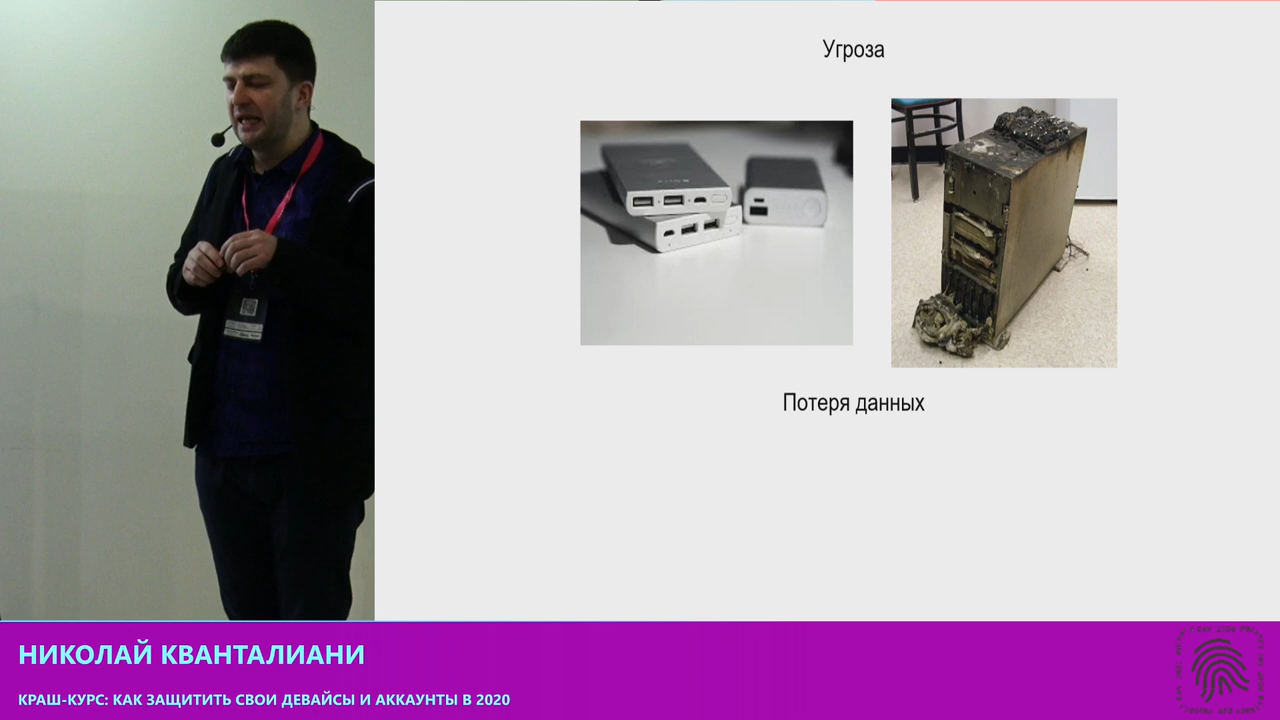 Угроза
Потеря данных
НИКОЛАЙ КВАНТАЛИАНИ
КРАШ-КУРС: КАК ЗАЩИТИТЬ СВОИ ДЕВАЙСЫ И АККАУНТЫ В 2020